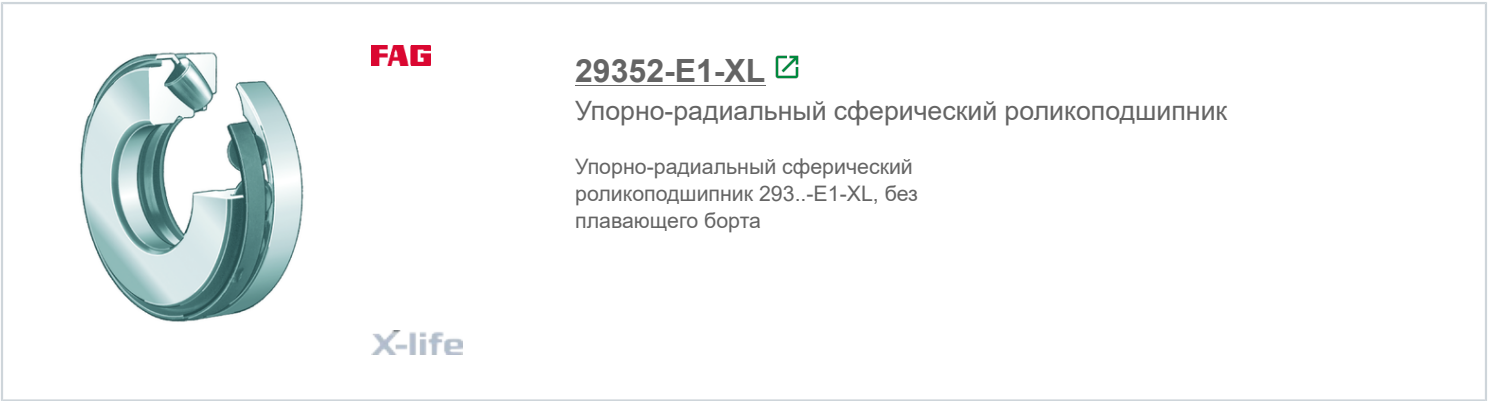 FAG
29352-E1-XL
Упорно-радиальный сферический роликоподшипник
Упорно-радиальный сферический
роликоподшипник 293..-E1-XL, без
плавающего борта
X-life